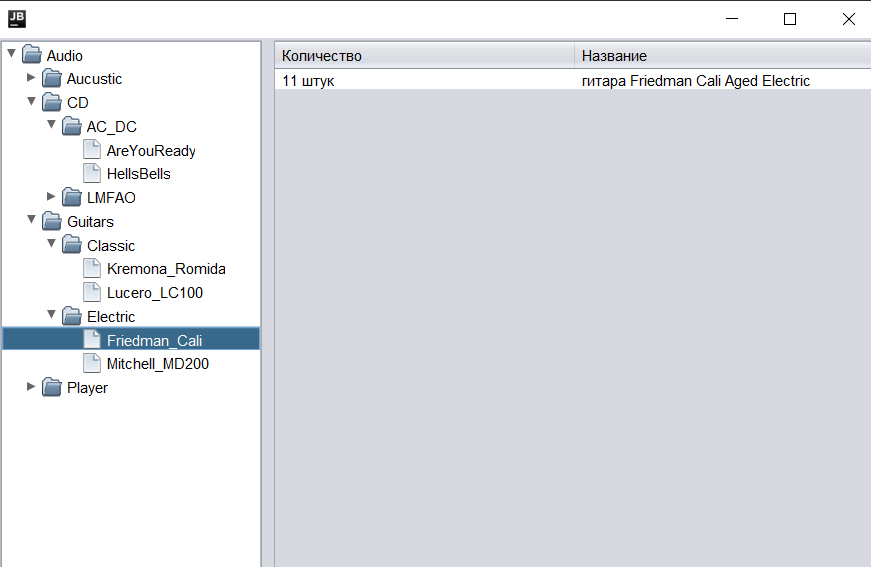 JB
Audio
Aucustic
CD
AC_DC
AreYouReady
HellsBells
LMFAO
Guitars
Classic
Kremona_Romida
Lucero_LC100
Electric
Friedman_Cali
Mitchell_MD200
Player
Количество Название
11 штук гитара Friedman Cali Aged Electric